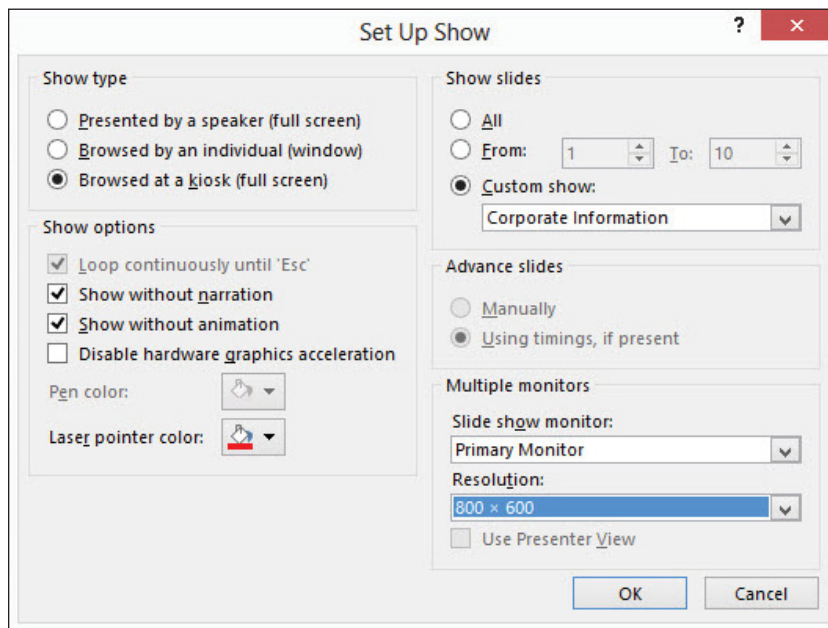 Set Up Show
?
Show type
Presented by a speaker (full screen)
Browsed by an individual (window)
Browsed at a kiosk (full screen)
Show options
Loop continuously until 'Esc'
Show without narration
Show without animation
Disable hardware graphics acceleration
Pen color:
Laser pointer color:
Show slides
All
From: 1 To: 10
Custom show:
Corporate Information
Advance slides
Manually
Using timings, if present
Multiple monitors
Slide show monitor:
Primary Monitor
Resolution:
800 × 600
Use Presenter View
OK Cancel